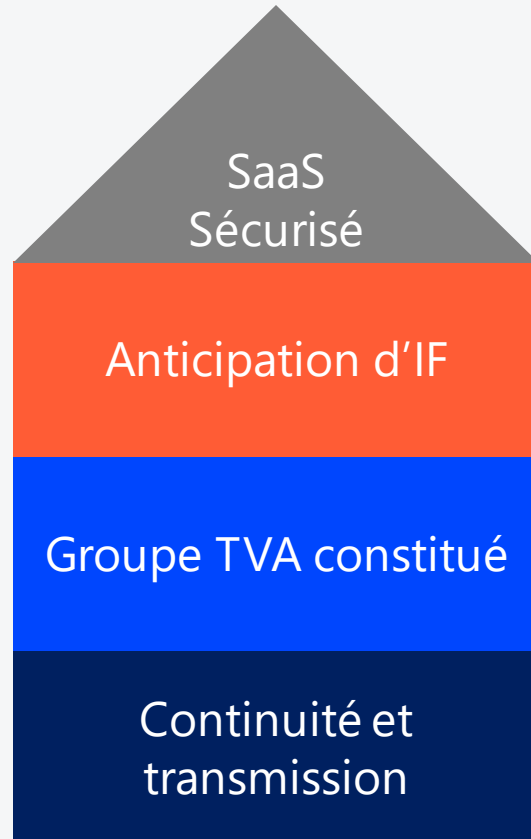 SaaS
Sécurisé
Anticipation d’IF
Groupe TVA constitué
Continuité et
transmission